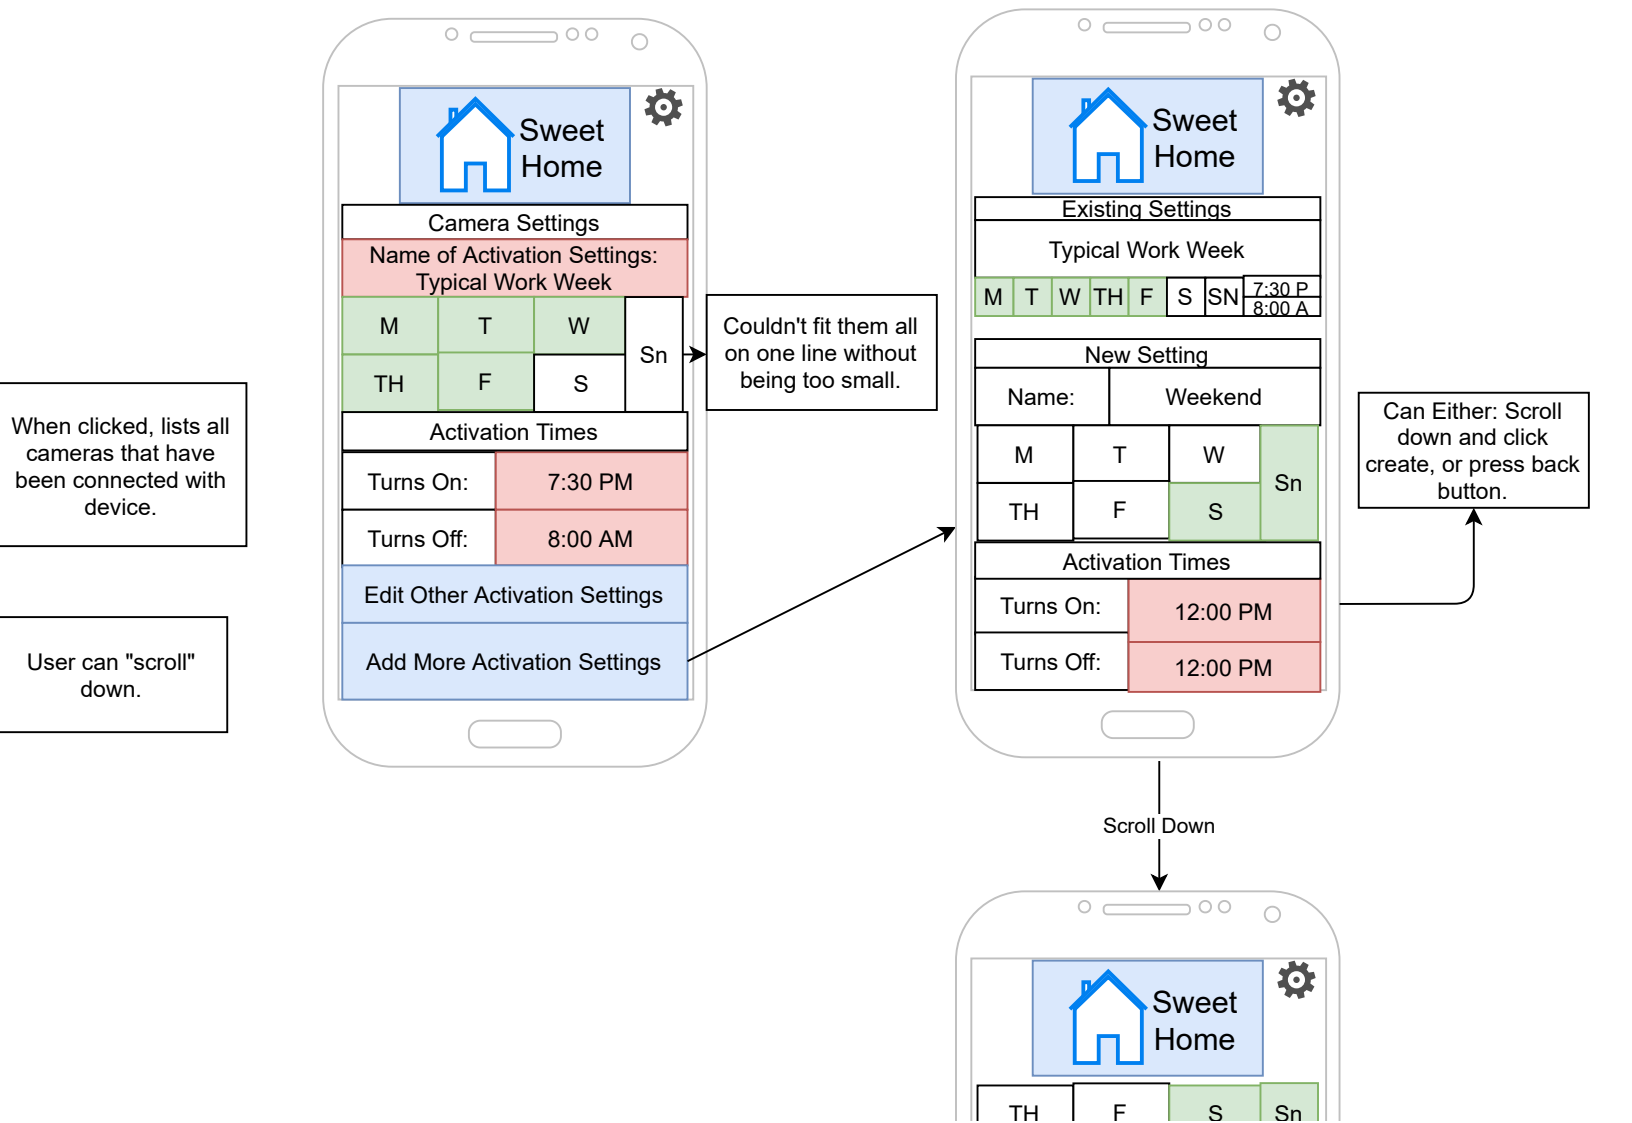 When clicked, lists all
cameras that have
been connected with
device.
User can "scroll"
down.
Sweet
Home
Camera Settings
Name of Activation Settings:
Typical Work Week
M T W
Sn
TH F S
Activation Times
Turns On: 7:30 PM
Turns Off: 8:00 AM
Edit Other Activation Settings
Add More Activation Settings
Couldn't fit them all
on one line without
being too small.
Sweet
Home
Existing Settings
Typical Work Week
M T W TH F S SN 7:30 P
8:00 A
New Setting
Name: Weekend
M T W
Sn
TH F S
Activation Times
Turns On: 12:00 PM
Turns Off: 12:00 PM
Can Either: Scroll
down and click
create, or press back
button.
Scroll Down
Sweet
Home
TH F S Sn